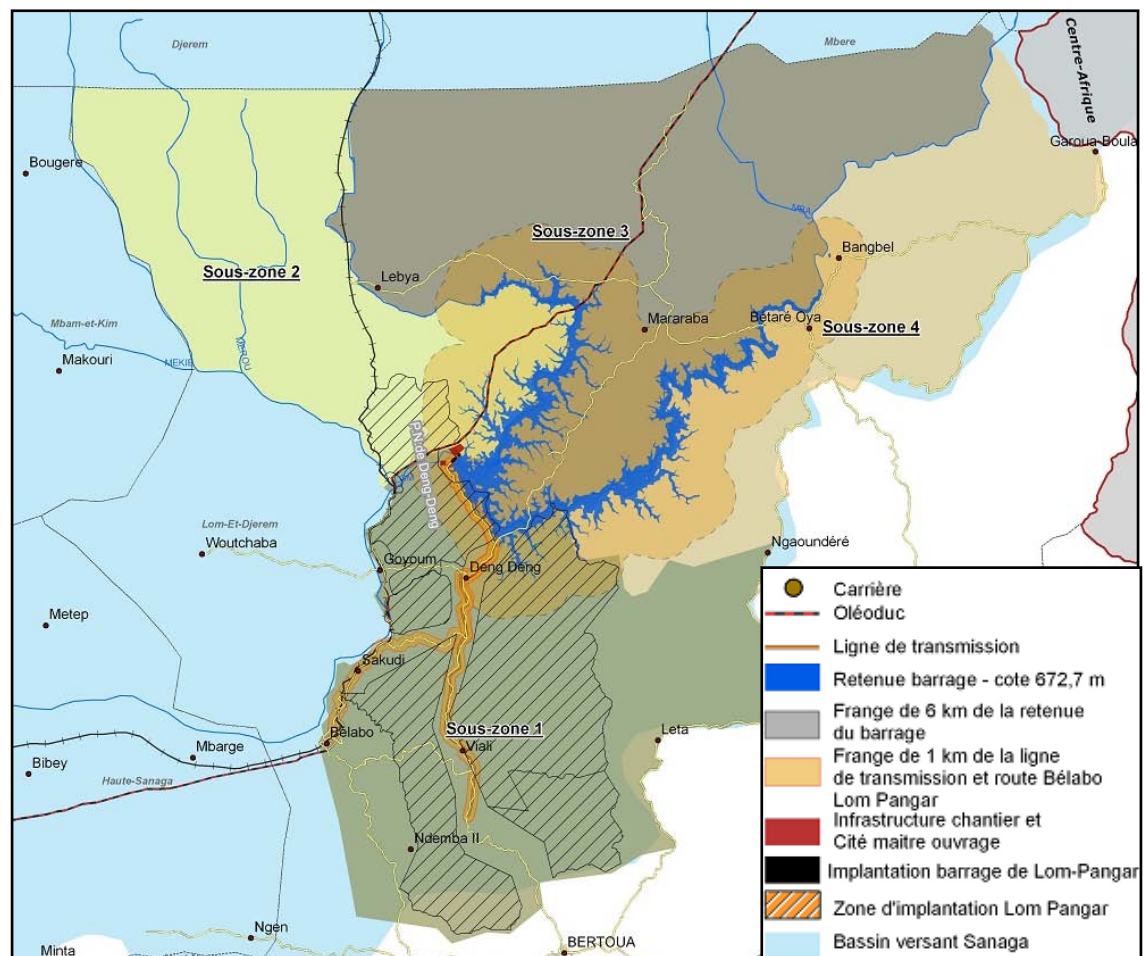 Djerem
Mbere
Centre-Afrique
Garoua-Boula
Bougere
Sous-zone 3
Sous-zone 2
Bangbel
Lebya
Mbam-et-Kim
Mararaba
Bétaré Oya
Sous-zone 4
Makouri
MEKIE
P.N.de Deng-Deng
Lom-Et-Djerem
Woutchaba
Goyoum
Deng Deng
Ngaoundéré
Metep
Sakudi
Sous-zone 1
Bélabo
Viali
Leta
Mbarge
Bibey
Haute-Sanaga
Ndemba II
Ngen
Minta
BERTOUA
Carrière
Oléoduc
Ligne de transmission
Retenue barrage - cote 672,7 m
Frange de 6 km de la retenue
du barrage
Frange de 1 km de la ligne
de transmission et route Bélabo
Lom Pangar
Infrastructure chantier et
Cité maitre ouvrage
Implantation barrage de Lom-Pangar
Zone d'implantation Lom Pangar
Bassin versant Sanaga